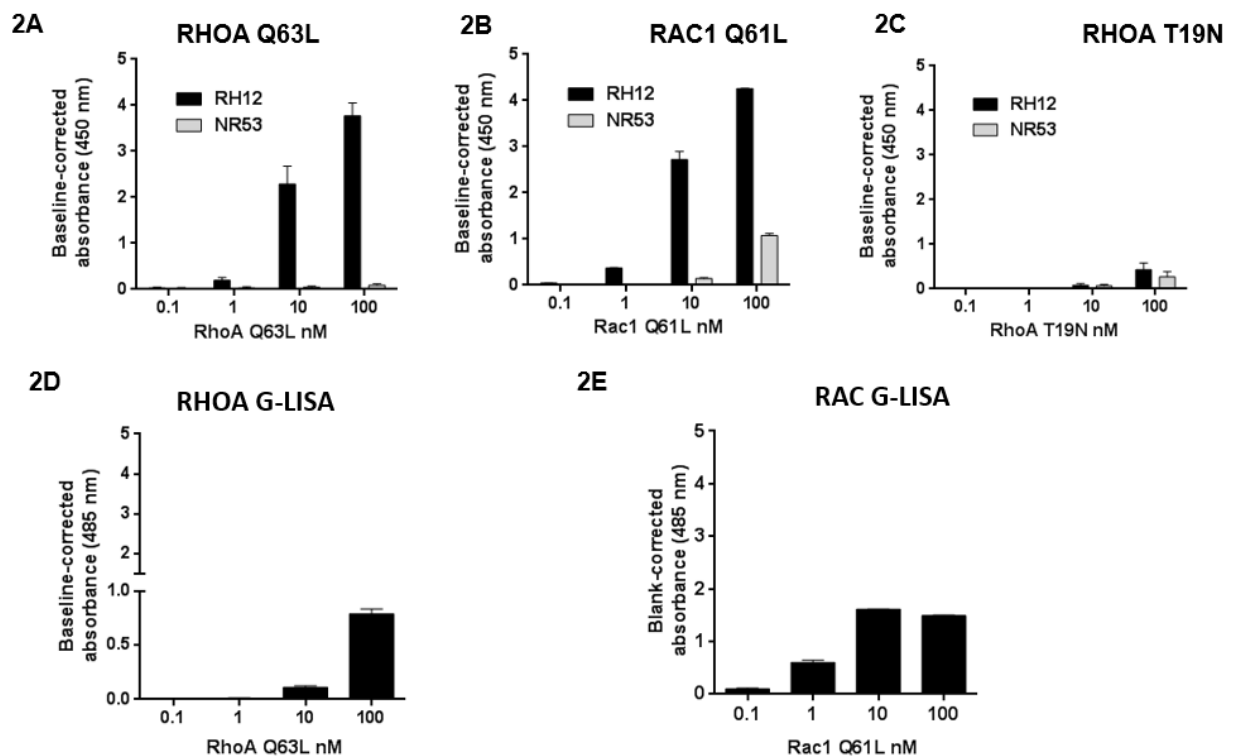 2A
RHOA Q63L
Baseline-corrected
absorbance (450 nm)
5
4
3
2
1
0
RH12
NR53
0.1 1 10 100
RhoA Q63L nM
2B
RAC1 Q61L
Baseline-corrected
absorbance (450 nm)
5
4
3
2
1
0
RH12
NR53
0.1 1 10 100
Rac1 Q61L nM
2C
RHOA T19N
Baseline-corrected
absorbance (450 nm)
5
4
3
2
1
0
RH12
NR53
0.1 1 10 100
RhoA T19N nM
2D
RHOA G-LISA
Baseline-corrected
absorbance (485 nm)
5
4
3
2
1.0
0.5
0.0
0.1 1 10 100
RhoA Q63L nM
2E
RAC G-LISA
Blank-corrected
absorbance (485 nm)
5
4
3
2
1
0
0.1 1 10 100
Rac1 Q61L nM